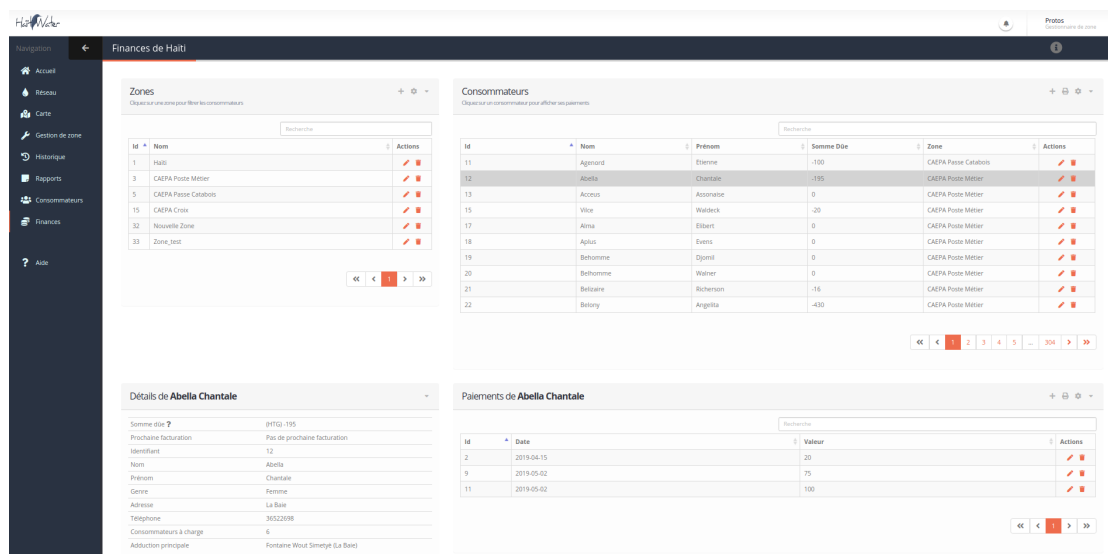 HaitiWater
Protos
Gestionnaire de zone
Navigation
Finances de Haiti
Accueil
Réseau
Carte
Gestion de zone
Historique
Rapports
Consommateurs
Finances
Aide
Zones
Cliquez sur une zone pour filtrer les consommateurs
Recherche
Id Nom Actions
1 Haiti
3 CAEPA Poste Métier
5 CAEPA Passe Catabois
15 CAEPA Croix
32 Nouvelle Zone
33 Zone_test
1
Consommateurs
Cliquez sur un consommateur pour afficher ses paiements
Recherche
Id Nom Prénom Somme Dûe Zone Actions
11 Agenord Etienne -100 CAEPA Passe Catabois
12 Abella Chantale -195 CAEPA Poste Métier
13 Acceus Assonaise 0 CAEPA Poste Métier
15 Vilce Waldeck -20 CAEPA Poste Métier
17 Alma Elibert 0 CAEPA Poste Métier
18 Aplus Evens 0 CAEPA Poste Métier
19 Behomme Djomil 0 CAEPA Poste Métier
20 Belhomme Walner 0 CAEPA Poste Métier
21 Belizaire Richerson -16 CAEPA Poste Métier
22 Belony Angelita -430 CAEPA Poste Métier
1 2 3 4 5 ... 304
Détails de Abella Chantale
Somme dûe ? (HTG) -195
Prochaine facturation Pas de prochaine facturation
Identifiant 12
Nom Abella
Prénom Chantale
Genre Femme
Adresse La Baie
Téléphone 36522698
Consommateurs à charge 6
Adduction principale Fontaine Wout Simetyè (La Baie)
Paiements de Abella Chantale
Recherche
Id Date Valeur Actions
2 2019-04-15 20
9 2019-05-02 75
11 2019-05-02 100
1